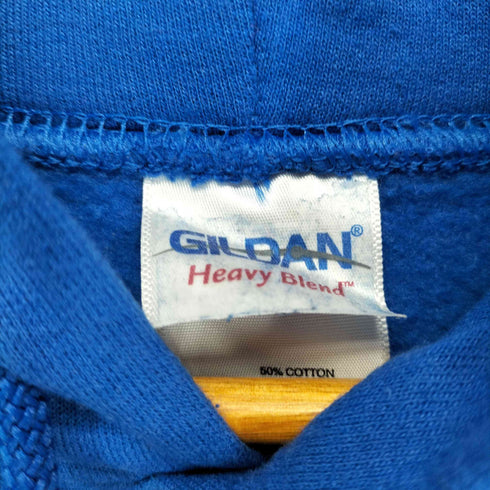 GILDAN®
Heavy Blend™
50% COTTON